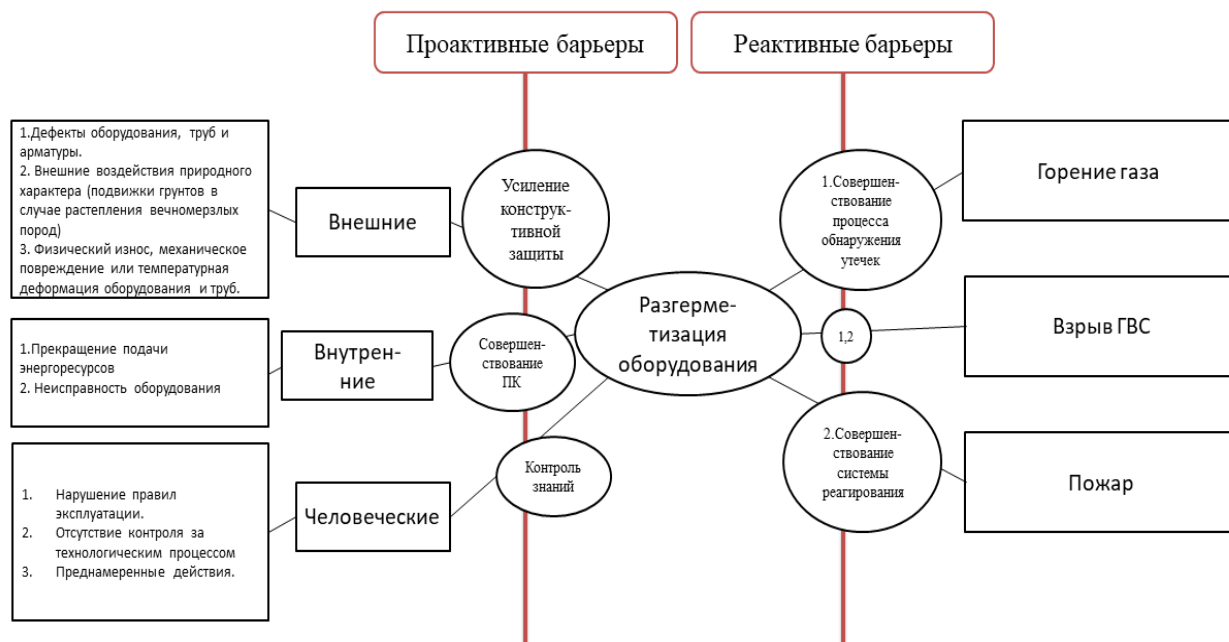 Проактивные барьеры
Реактивные барьеры
1.Дефекты оборудования, труб и
арматуры.
2. Внешние воздействия природного
характера (подвижки грунтов в
случае растепления вечномерзлых
пород)
3. Физический износ, механическое
повреждение или температурная
деформация оборудования и труб.
Внешние
Усиление
конструк-
тивной
защиты
1.Совершен-
ствование
процесса
обнаружения
утечек
Горение газа
1.Прекращение подачи
энергоресурсов
2. Неисправность оборудования
Внутрен-
ние
Совершен-
ствование
ПК
Разгерме-
тизация
оборудования
1,2
Взрыв ГВС
1. Нарушение правил
эксплуатации.
2 Отсутствие контроля за
технологическим процессом
3. Преднамеренные действия.
Человеческие
Контроль
знаний
2.Совершен-
ствование
системы
реагирования
Пожар